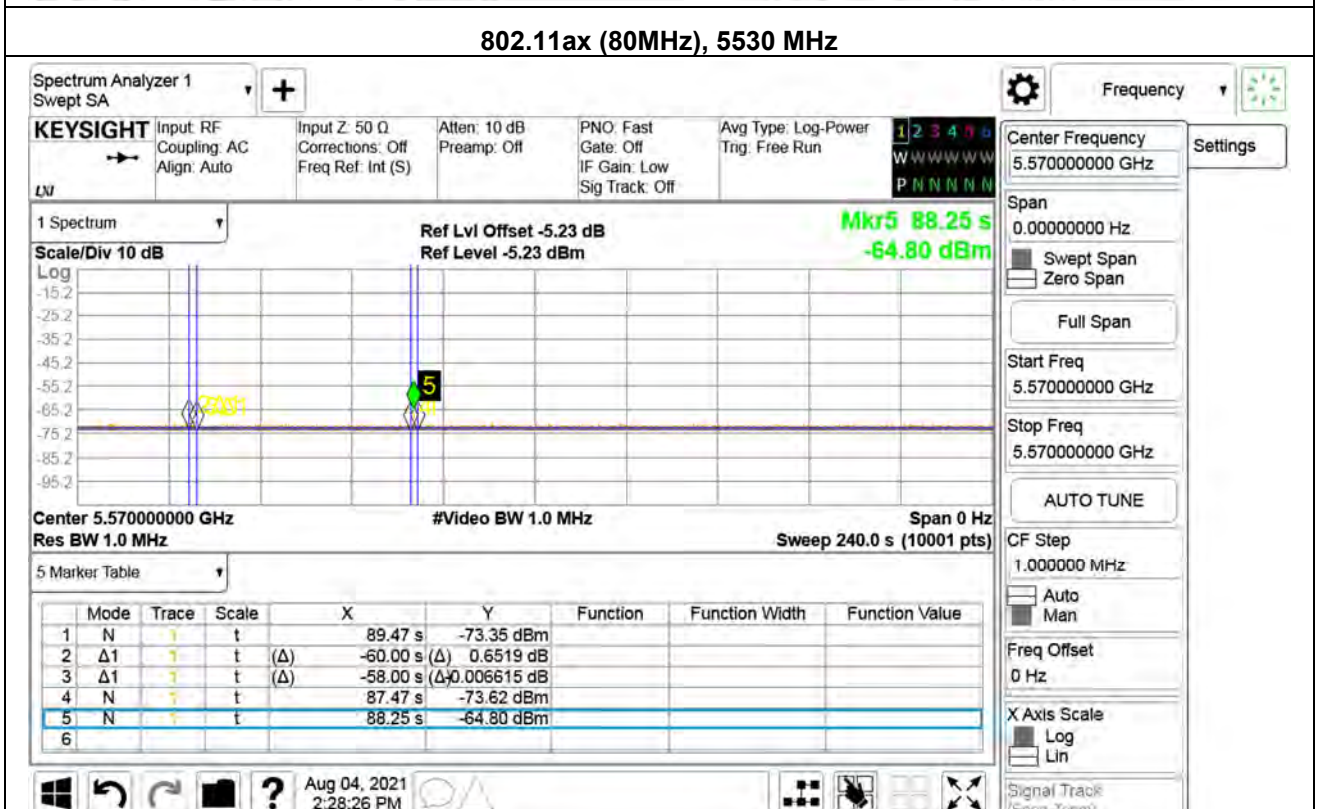 802.11ax (80MHz), 5530 MHz
Spectrum Analyzer 1
Swept SA
+
Frequency
KEYSIGHT
LXI
Input: RF
Coupling: AC
Align: Auto
Input Z: 50 Ω
Corrections: Off
Freq Ref: Int (S)
Atten: 10 dB
Preamp: Off
PNO: Fast
Gate: Off
IF Gain: Low
Sig Track: Off
Avg Type: Log-Power
Trig: Free Run
1 2 3 4 5 6
W W W W W W
P N N N N N
Center Frequency
5.570000000 GHz
Settings
1 Spectrum
Ref Lvl Offset -5.23 dB
Mkr5 88.25 s
Scale/Div 10 dB
Ref Level -5.23 dBm
-64.80 dBm
Span
0.00000000 Hz
Swept Span
Zero Span
Full Span
Start Freq
5.570000000 GHz
Stop Freq
5.570000000 GHz
AUTO TUNE
CF Step
1.000000 MHz
Auto
Man
Freq Offset
0 Hz
X Axis Scale
Log
Lin
Signal Track
Log
-15.2
-25.2
-35.2
-45.2
-55.2
-65.2
-75.2
-85.2
-95.2
5
Center 5.570000000 GHz
#Video BW 1.0 MHz
Span 0 Hz
Res BW 1.0 MHz
Sweep 240.0 s (10001 pts)
5 Marker Table
Mode Trace Scale X Y Function Function Width Function Value
1 N 1 t 89.47 s -73.35 dBm
2 Δ1 1 t (Δ) -60.00 s (Δ) 0.6519 dB
3 Δ1 1 t (Δ) -58.00 s (Δ) -0.006615 dB
4 N 1 t 87.47 s -73.62 dBm
5 N 1 t 88.25 s -64.80 dBm
6
?
Aug 04, 2021
2:28:26 PM